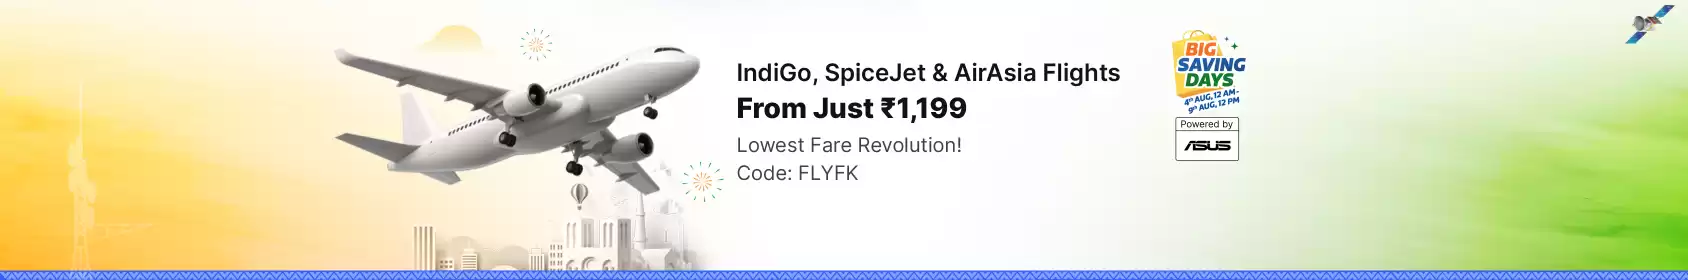 IndiGo, SpiceJet & AirAsia Flights
From Just ₹1,199
Lowest Fare Revolution!
Code: FLYFK
BIG
SAVING
DAYS
4th AUG, 12 AM-
9th AUG, 12 PM
Powered by
ASUS